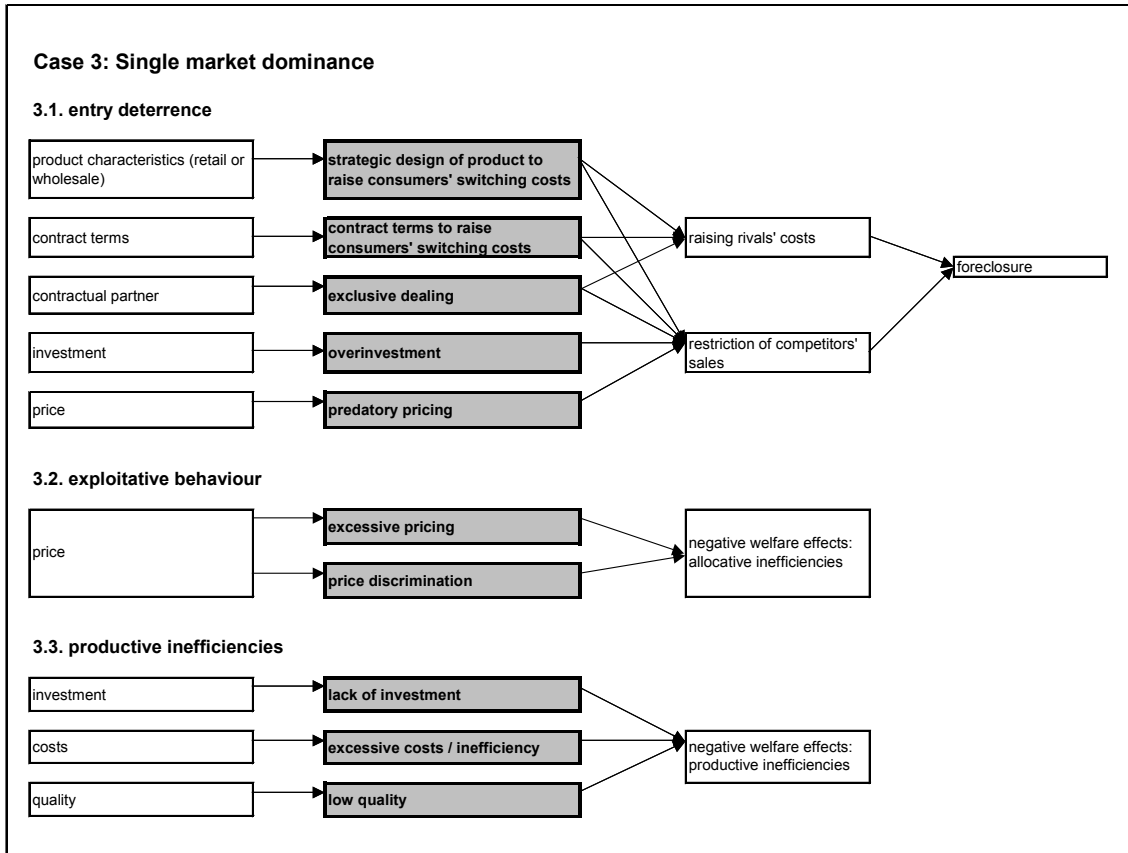 Case 3: Single market dominance
3.1. entry deterrence
product characteristics (retail or
wholesale)
strategic design of product to
raise consumers' switching costs
contract terms
contract terms to raise
consumers' switching costs
raising rivals' costs
foreclosure
contractual partner
exclusive dealing
investment
overinvestment
restriction of competitors'
sales
price
predatory pricing
3.2. exploitative behaviour
price
excessive pricing
price discrimination
negative welfare effects:
allocative inefficiencies
3.3. productive inefficiencies
investment
lack of investment
costs
excessive costs / inefficiency
negative welfare effects:
productive inefficiencies
quality
low quality